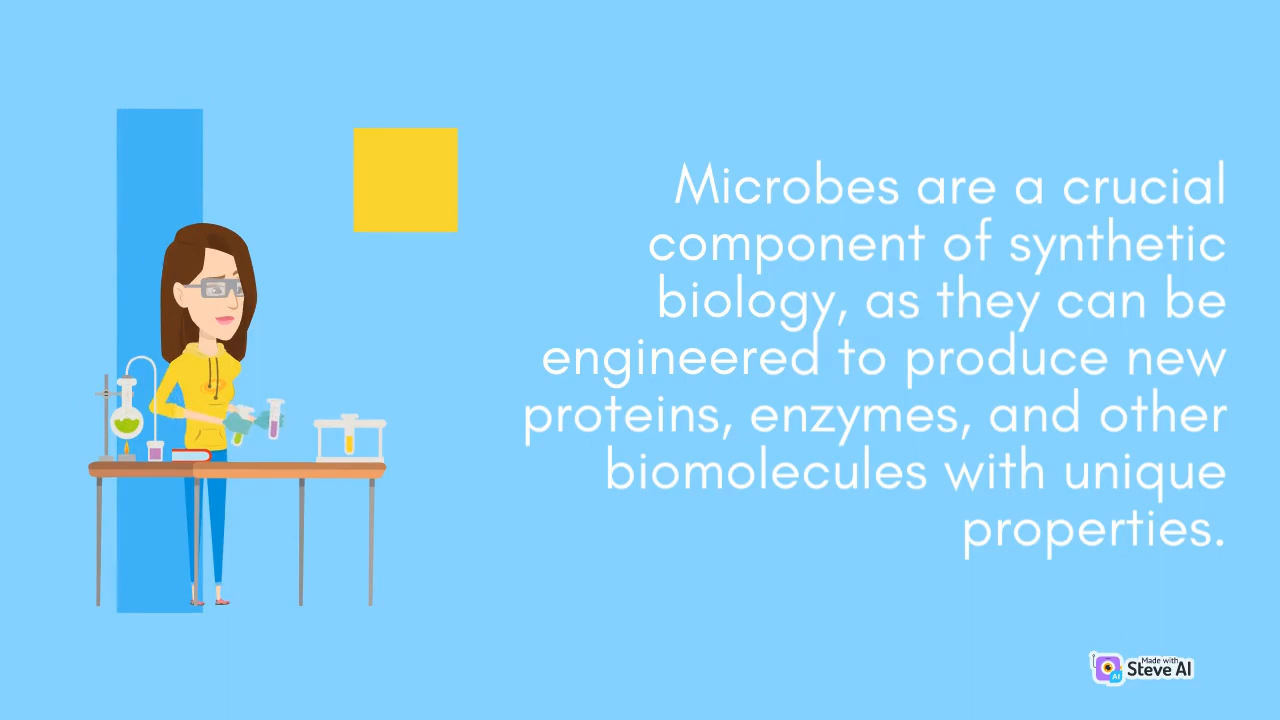 Microbes are a crucial
component of synthetic
biology, as they can be
engineered to produce new
proteins, enzymes, and other
biomolecules with unique
properties.
Made with
Steve AI
AI